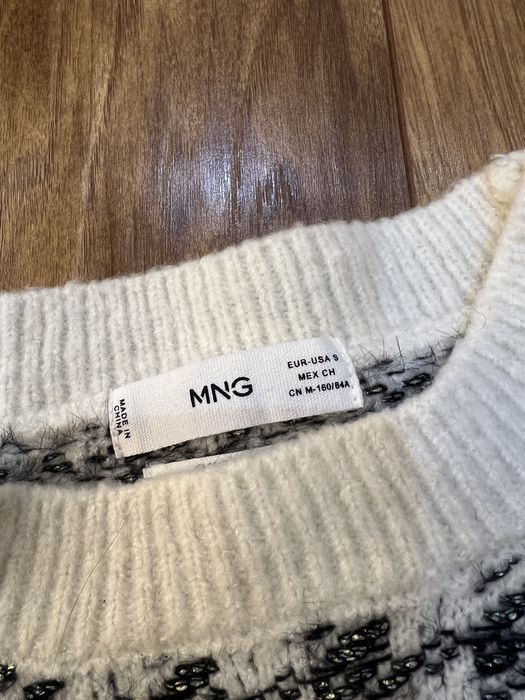 MADE IN
CHINA
MNG
EUR-USA S
MEX CH
CN M-160/84A